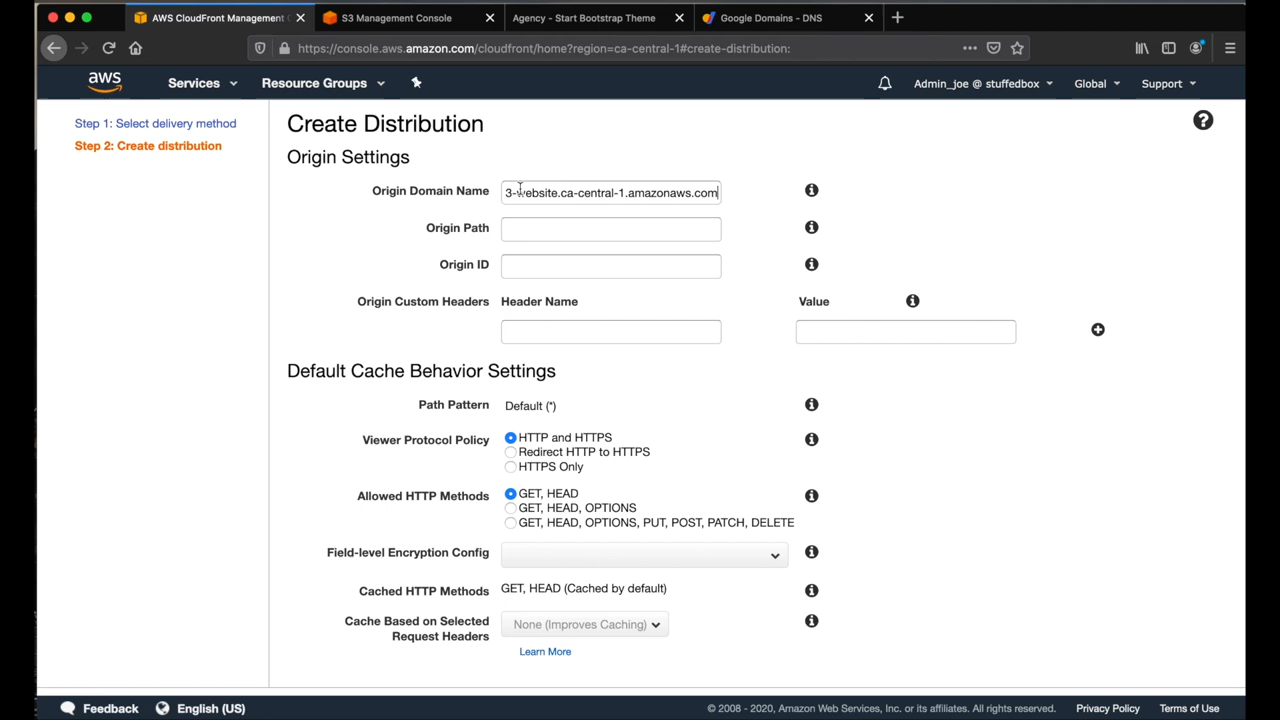 AWS CloudFront Management C
S3 Management Console
Agency - Start Bootstrap Theme
Google Domains - DNS
https://console.aws.amazon.com/cloudfront/home?region=ca-central-1#create-distribution:
aws
Services
Resource Groups
Admin_joe @ stuffedbox
Global
Support
Step 1: Select delivery method
Step 2: Create distribution
Create Distribution
Origin Settings
Origin Domain Name
3-website.ca-central-1.amazonaws.com
Origin Path
Origin ID
Origin Custom Headers
Header Name
Value
Default Cache Behavior Settings
Path Pattern
Default (*)
Viewer Protocol Policy
HTTP and HTTPS
Redirect HTTP to HTTPS
HTTPS Only
Allowed HTTP Methods
GET, HEAD
GET, HEAD, OPTIONS
GET, HEAD, OPTIONS, PUT, POST, PATCH, DELETE
Field-level Encryption Config
Cached HTTP Methods
GET, HEAD (Cached by default)
Cache Based on Selected
Request Headers
None (Improves Caching)
Learn More
Feedback
English (US)
© 2008 - 2020, Amazon Web Services, Inc. or its affiliates. All rights reserved.
Privacy Policy
Terms of Use